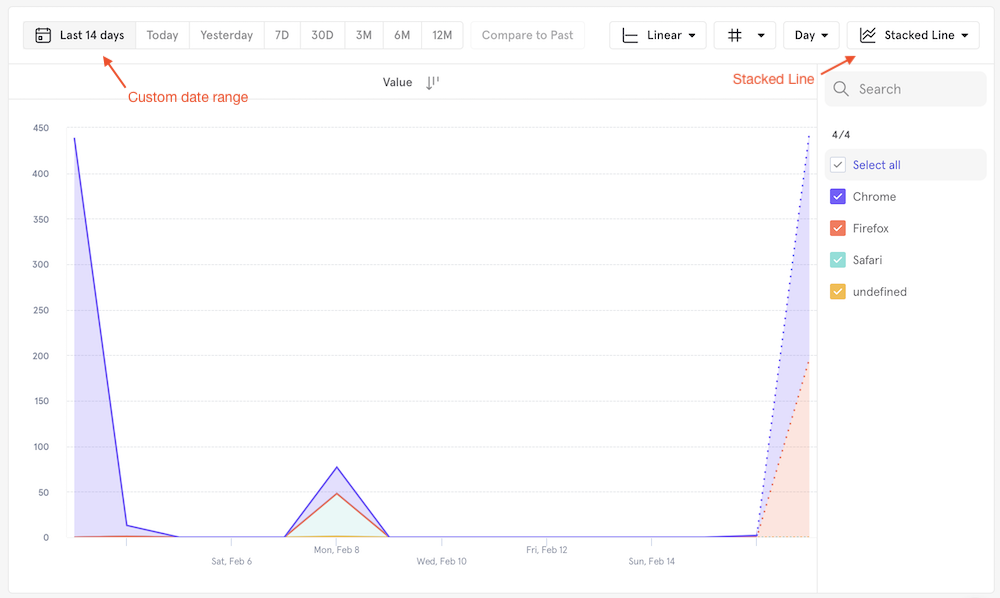 Last 14 days Today Yesterday 7D 30D 3M 6M 12M Compare to Past Linear Day Stacked Line
Value
Stacked Line
Custom date range
Search
4/4
Select all
Chrome
Firefox
Safari
undefined
450
400
350
300
250
200
150
100
50
0
Sat, Feb 6
Mon, Feb 8
Wed, Feb 10
Fri, Feb 12
Sun, Feb 14